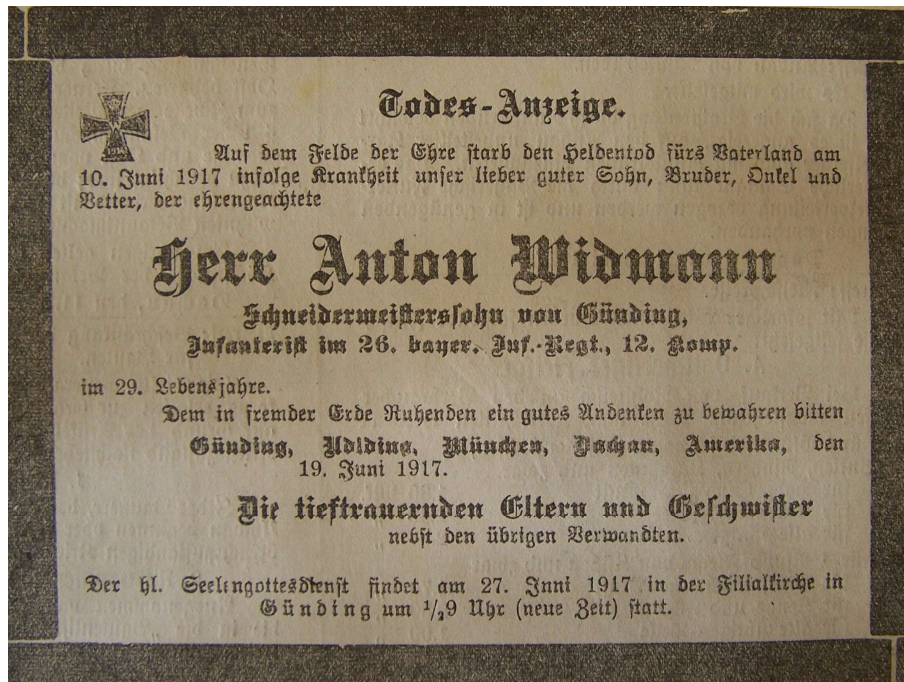 Todes-Anzeige.
Auf dem Felde der Ehre starb den Heldentod fürs Vaterland am
10. Juni 1917 infolge Krankheit unser lieber guter Sohn, Bruder, Onkel und
Vetter, der ehrengeachtete
Herr Anton Widmann
Schneidermeisterssohn von Günding,
Infanterist im 26. bayer. Inf.-Regt., 12. Komp.
im 29. Lebensjahre.
Dem in fremder Erde Ruhenden ein gutes Andenken zu bewahren bitten
Günding, München, Dachau, Amerika, den
19. Juni 1917.
Die tieftrauernden Eltern und Geschwister
nebst den übrigen Verwandten.
Der hl. Seelengottesdienst findet am 27. Juni 1917 in der Filialkirche in
Günding um 1/29 Uhr (neue Zeit) statt.